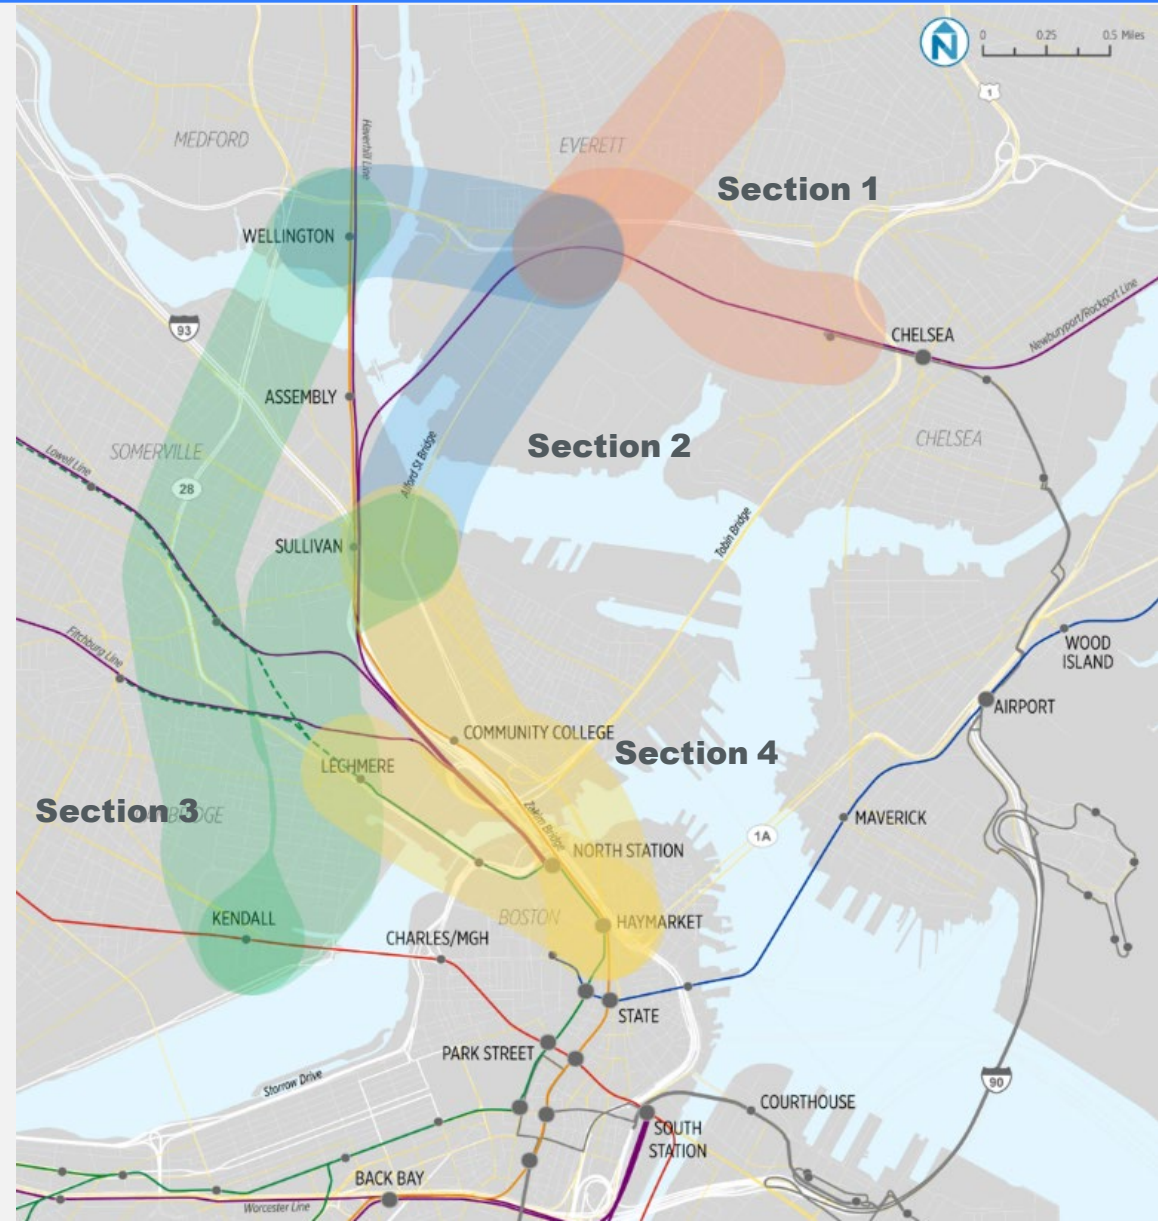 N
0 0.25 0.5 Miles
1
MEDFORD
Haverhill Line
EVERETT
Section 1
WELLINGTON
93
Newburyport/Rockport Line
CHELSEA
ASSEMBLY
SOMERVILLE
Lowell Line
28
Alford St Bridge
Section 2
CHELSEA
Tobin Bridge
SULLIVAN
Fitchburg Line
WOOD
ISLAND
AIRPORT
COMMUNITY COLLEGE
Section 4
LECHMERE
Section 3
Zakim Bridge
1A
MAVERICK
NORTH STATION
KENDALL
BOSTON
HAYMARKET
CHARLES/MGH
STATE
PARK STREET
Storrow Drive
90
COURTHOUSE
SOUTH
STATION
BACK BAY
Worcester Line